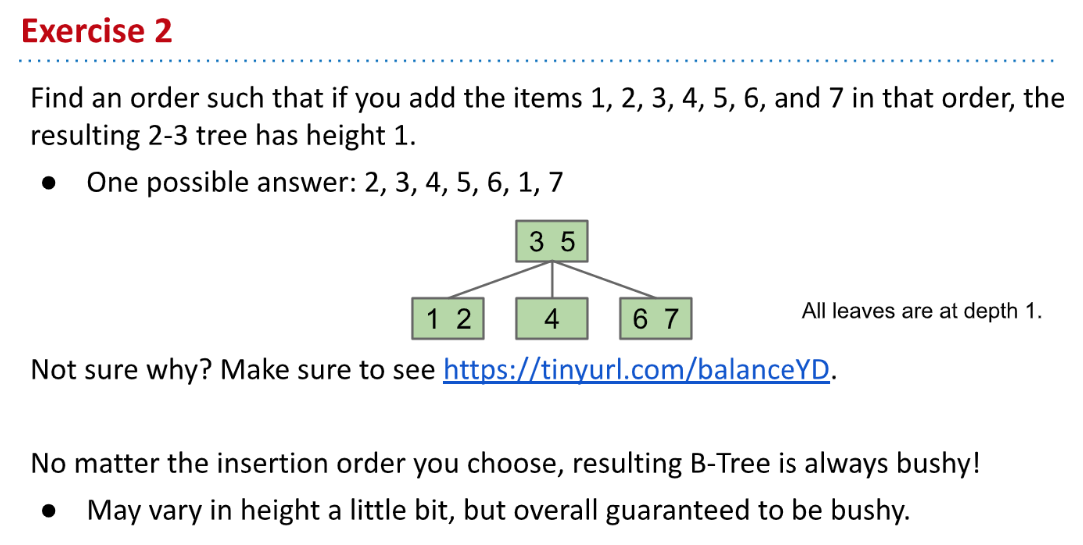 Exercise 2
Find an order such that if you add the items 1, 2, 3, 4, 5, 6, and 7 in that order, the
resulting 2-3 tree has height 1.
● One possible answer: 2, 3, 4, 5, 6, 1, 7
3 5
1 2 4 6 7
All leaves are at depth 1.
Not sure why? Make sure to see https://tinyurl.com/balanceYD.
No matter the insertion order you choose, resulting B-Tree is always bushy!
● May vary in height a little bit, but overall guaranteed to be bushy.